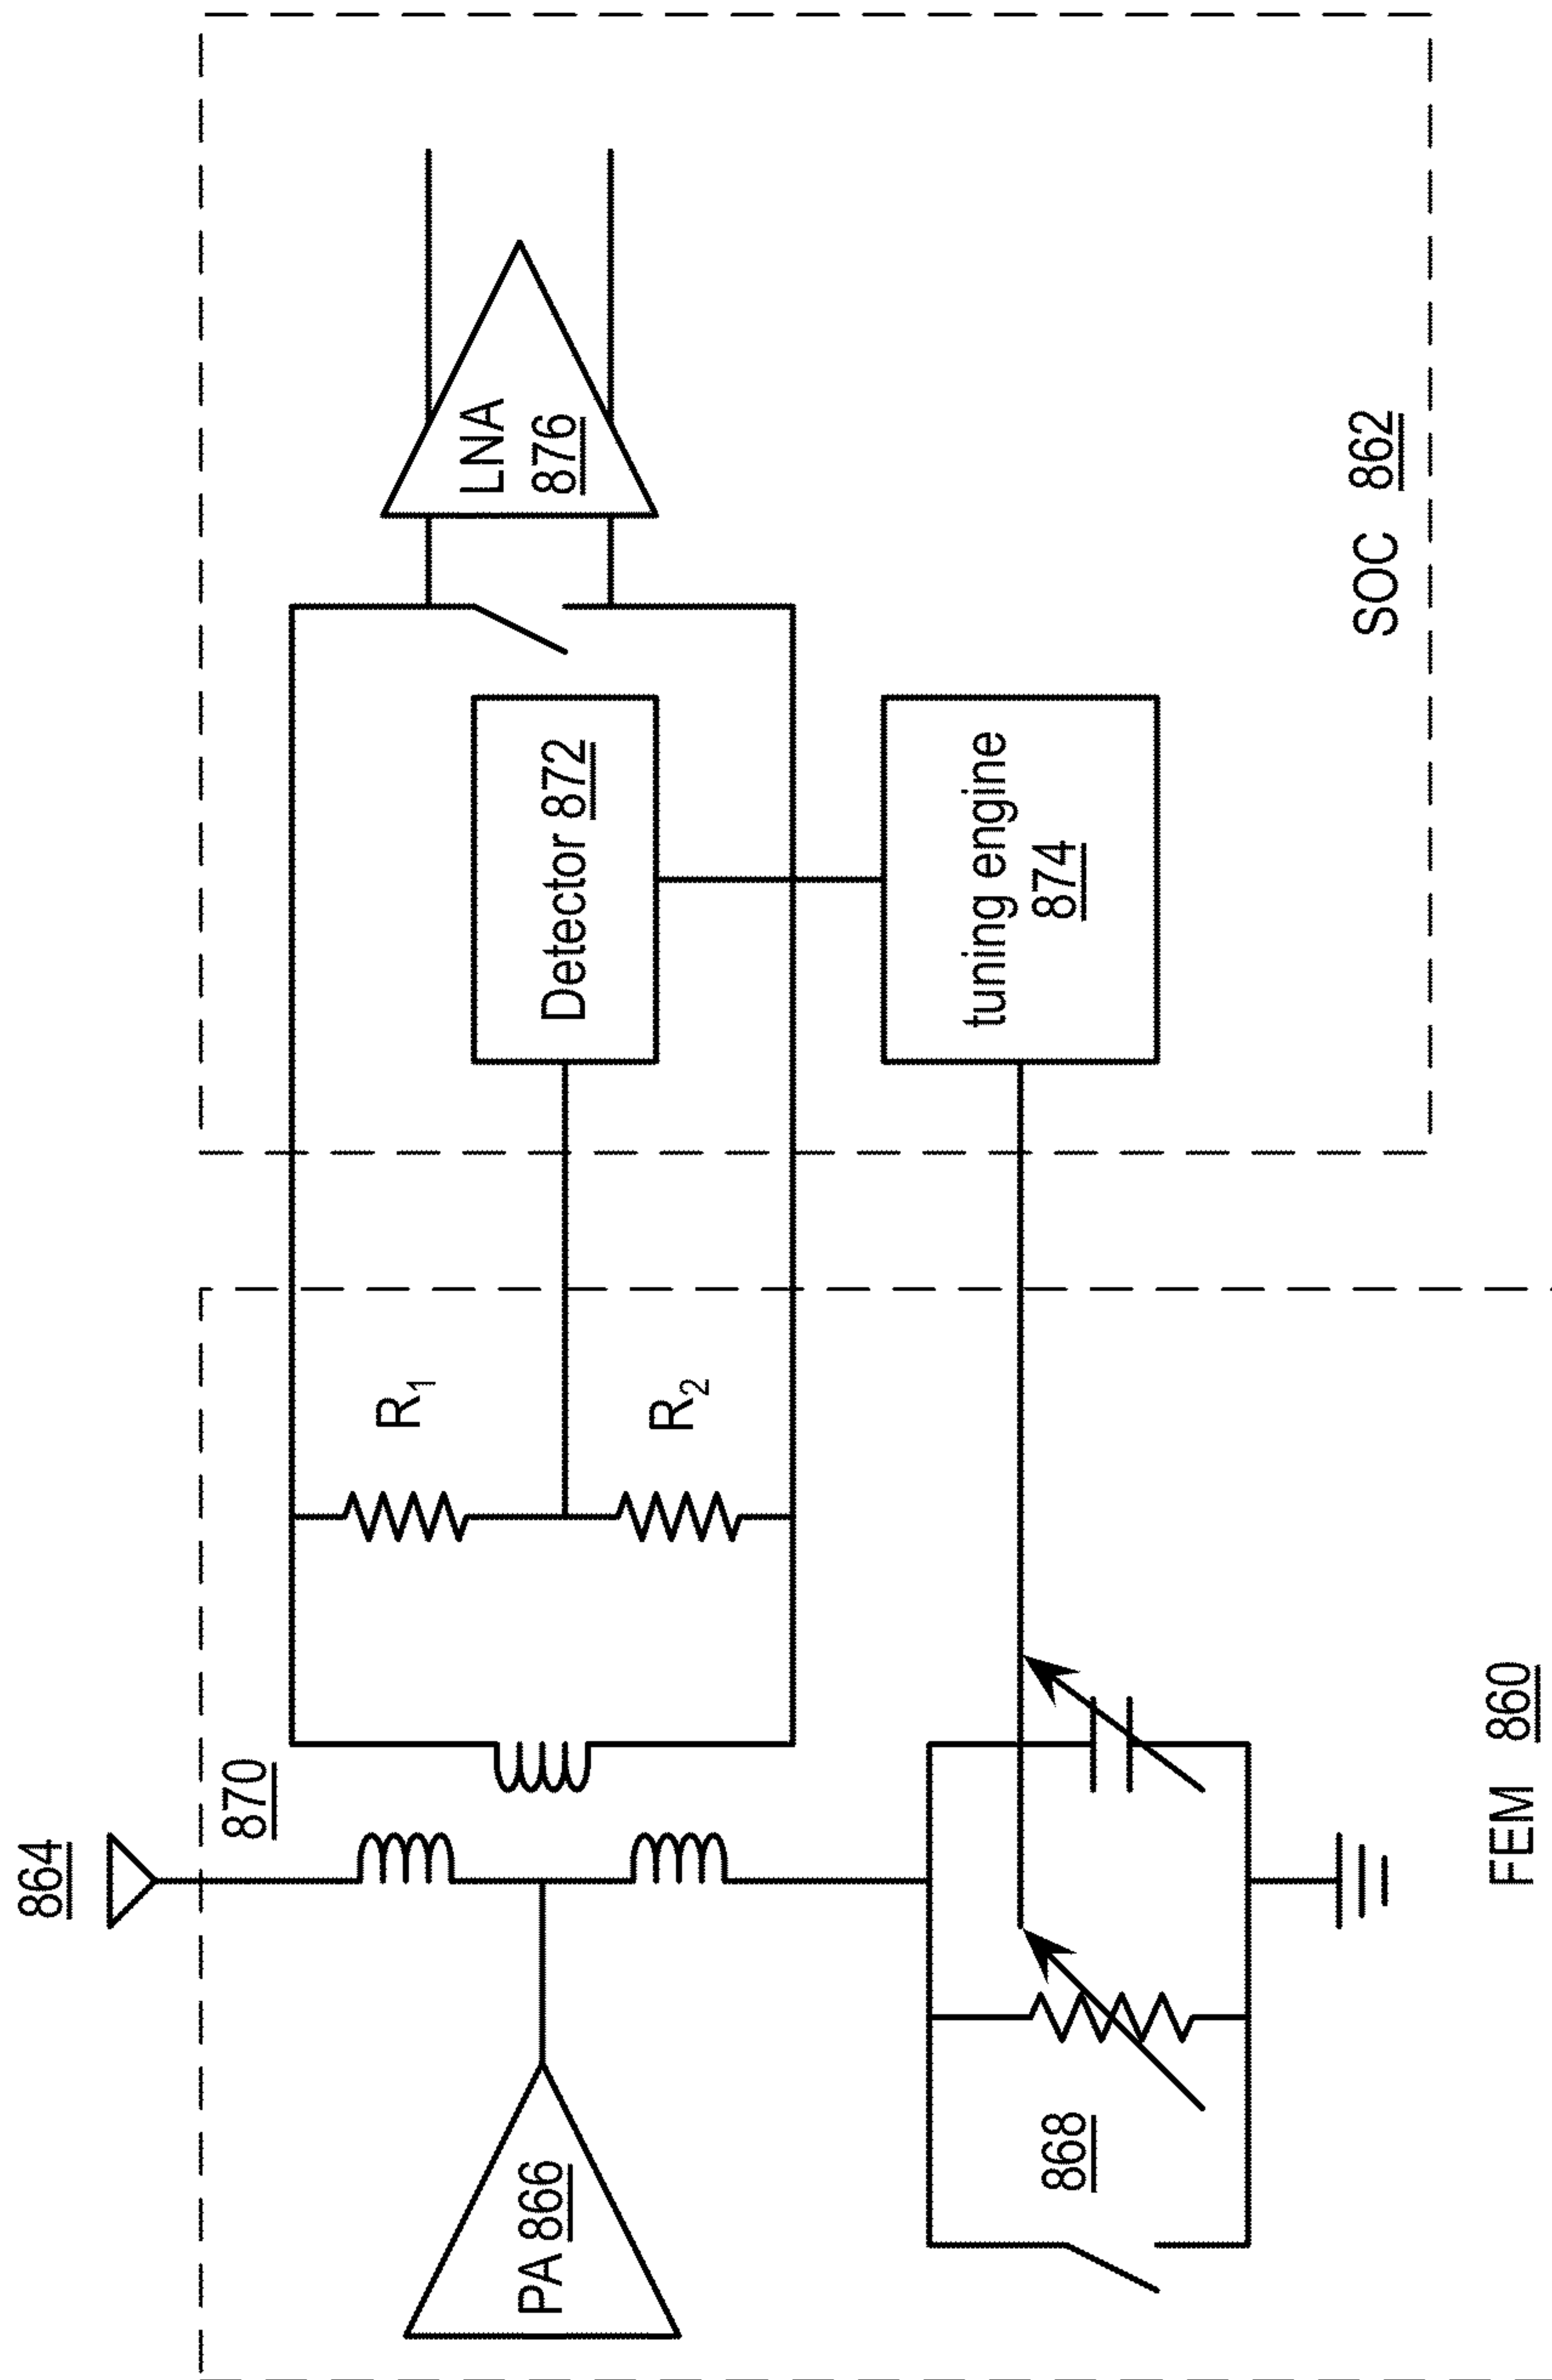 864
870
PA 866
868
FEM 860
R1
R2
Detector 872
tuning engine
874
LNA
876
SOC 862